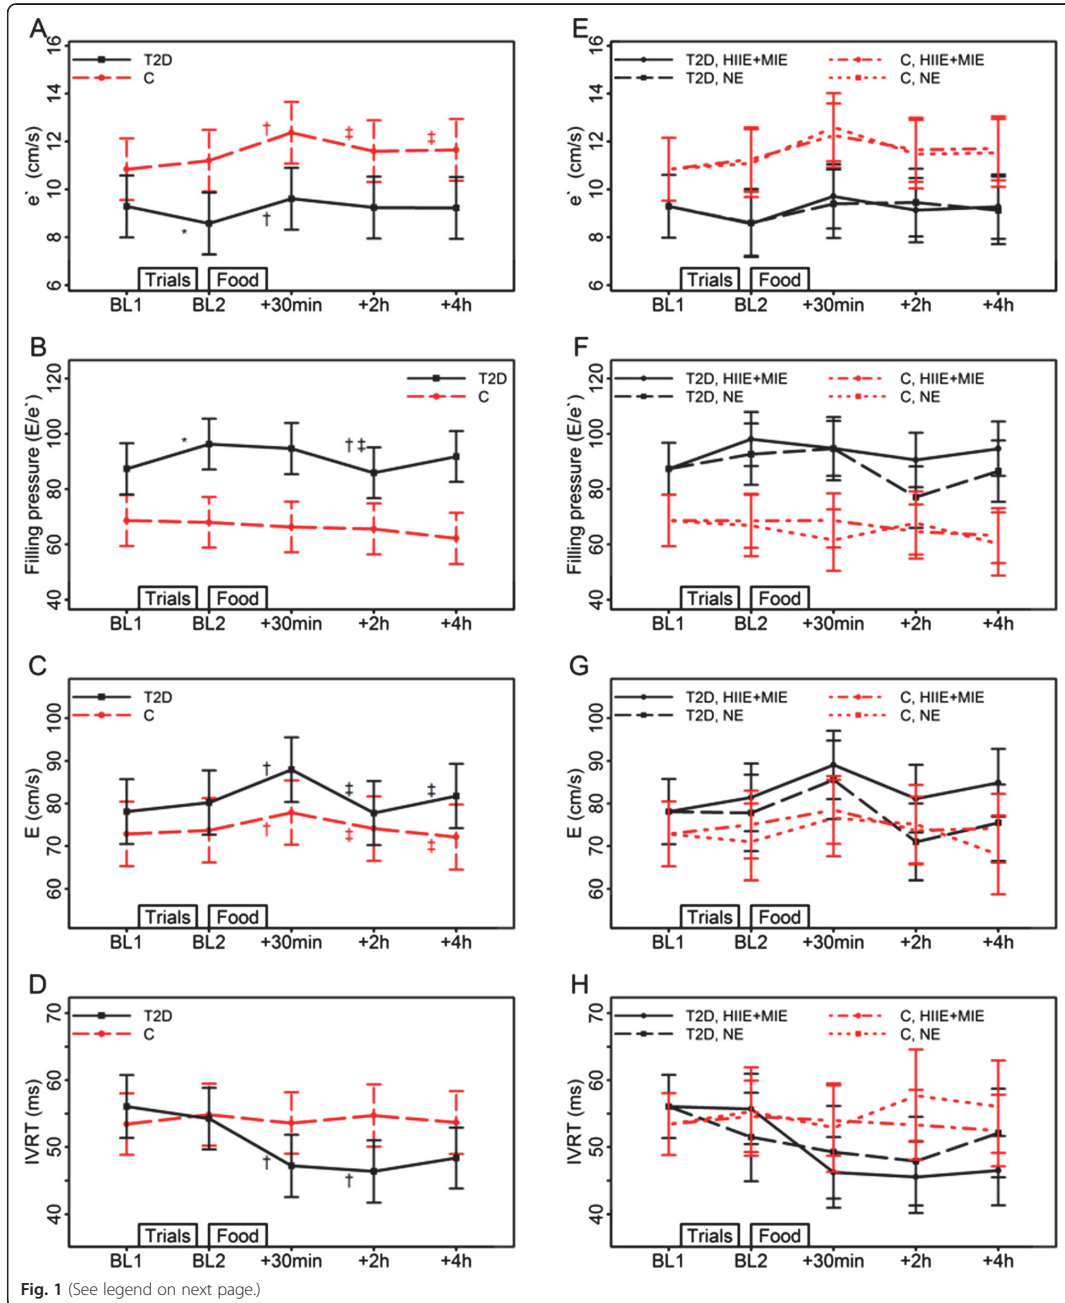 A
T2D
C
e` (cm/s)
16
14
12
10
8
6
†
‡
‡
*
†
Trials
Food
BL1 BL2 +30min +2h +4h
E
T2D, HIIE+MIE
T2D, NE
C, HIIE+MIE
C, NE
e` (cm/s)
16
14
12
10
8
6
Trials
Food
BL1 BL2 +30min +2h +4h
B
T2D
C
Filling pressure (E/e`)
120
100
80
60
40
*
†‡
Trials
Food
BL1 BL2 +30min +2h +4h
F
T2D, HIIE+MIE
T2D, NE
C, HIIE+MIE
C, NE
Filling pressure (E/e`)
120
100
80
60
40
Trials
Food
BL1 BL2 +30min +2h +4h
C
T2D
C
E (cm/s)
100
90
80
70
60
†
‡
‡
†
‡
‡
Trials
Food
BL1 BL2 +30min +2h +4h
G
T2D, HIIE+MIE
T2D, NE
C, HIIE+MIE
C, NE
E (cm/s)
100
90
80
70
60
Trials
Food
BL1 BL2 +30min +2h +4h
D
T2D
C
IVRT (ms)
70
60
50
40
†
†
Trials
Food
BL1 BL2 +30min +2h +4h
H
T2D, HIIE+MIE
T2D, NE
C, HIIE+MIE
C, NE
IVRT (ms)
70
60
50
40
Trials
Food
BL1 BL2 +30min +2h +4h
Fig. 1 (See legend on next page.)